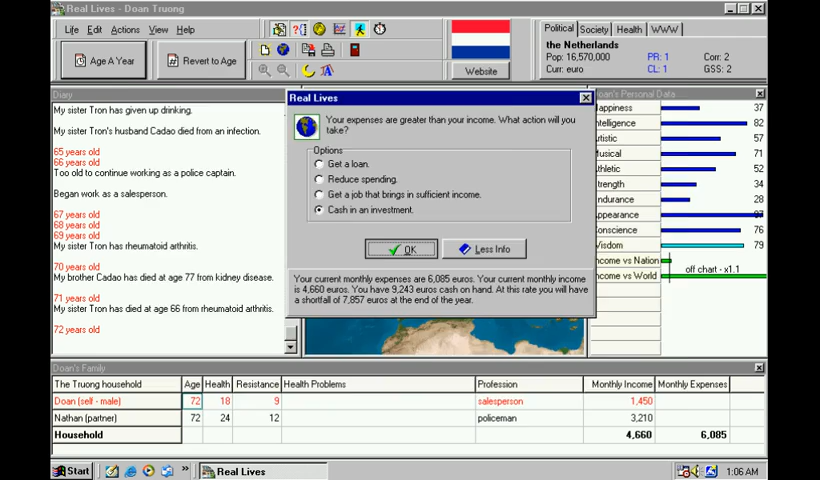 Real Lives - Doan Truong
Life Edit Actions View Help
Age A Year
Revert to Age
Website
Political Society Health WWW
the Netherlands
Pop: 16,570,000 PR: 1 Corr: 2
Curr: euro CL: 1 GSS: 2
Diary
My sister Tron has given up drinking.
My sister Tron's husband Cadao died from an infection.
65 years old
66 years old
Too old to continue working as a police captain.
Began work as a salesperson.
67 years old
68 years old
69 years old
My sister Tron has rheumatoid arthritis.
70 years old
My brother Cadao has died at age 77 from kidney disease.
71 years old
My sister Tron has died at age 66 from rheumatoid arthritis.
72 years old
Real Lives
Your expenses are greater than your income. What action will you
take?
Options
Get a loan.
Reduce spending.
Get a job that brings in sufficient income.
Cash in an investment.
OK
Less Info
Your current monthly expenses are 6,085 euros. Your current monthly income
is 4,660 euros. You have 9,243 euros cash on hand. At this rate you will
have a shortfall of 7,857 euros at the end of the year.
Doan's Personal Data...
Happiness 37
Intelligence 82
Artistic 57
Musical 71
Athletic 52
Strength 34
Endurance 28
Appearance 97
Conscience 76
Wisdom 79
Income vs Nation
Income vs World
off chart - x1.1
Doan's Family
The Truong household Age Health Resistance Health Problems Profession Monthly Income Monthly Expenses
Doan (self - male) 72 18 9 salesperson 1,450
Nathan (partner) 72 24 12 policeman 3,210
Household 4,660 6,085
Start
Real Lives
1:06 AM